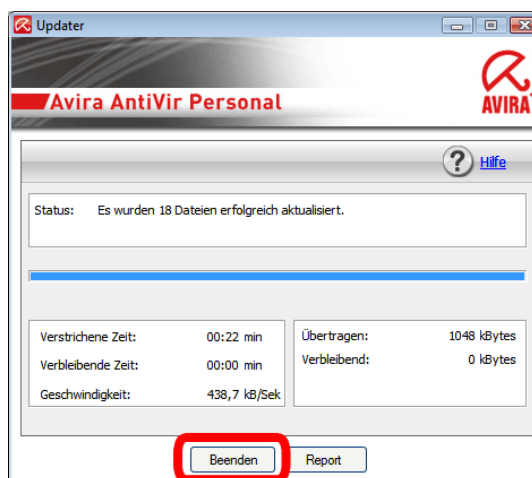 Updater
Avira AntiVir Personal
AVIRA
? Hilfe
Status: Es wurden 18 Dateien erfolgreich aktualisiert.
Verstrichene Zeit: 00:22 min
Verbleibende Zeit: 00:00 min
Geschwindigkeit: 438,7 kB/Sek
Übertragen: 1048 kBytes
Verbleibend: 0 kBytes
Beenden Report